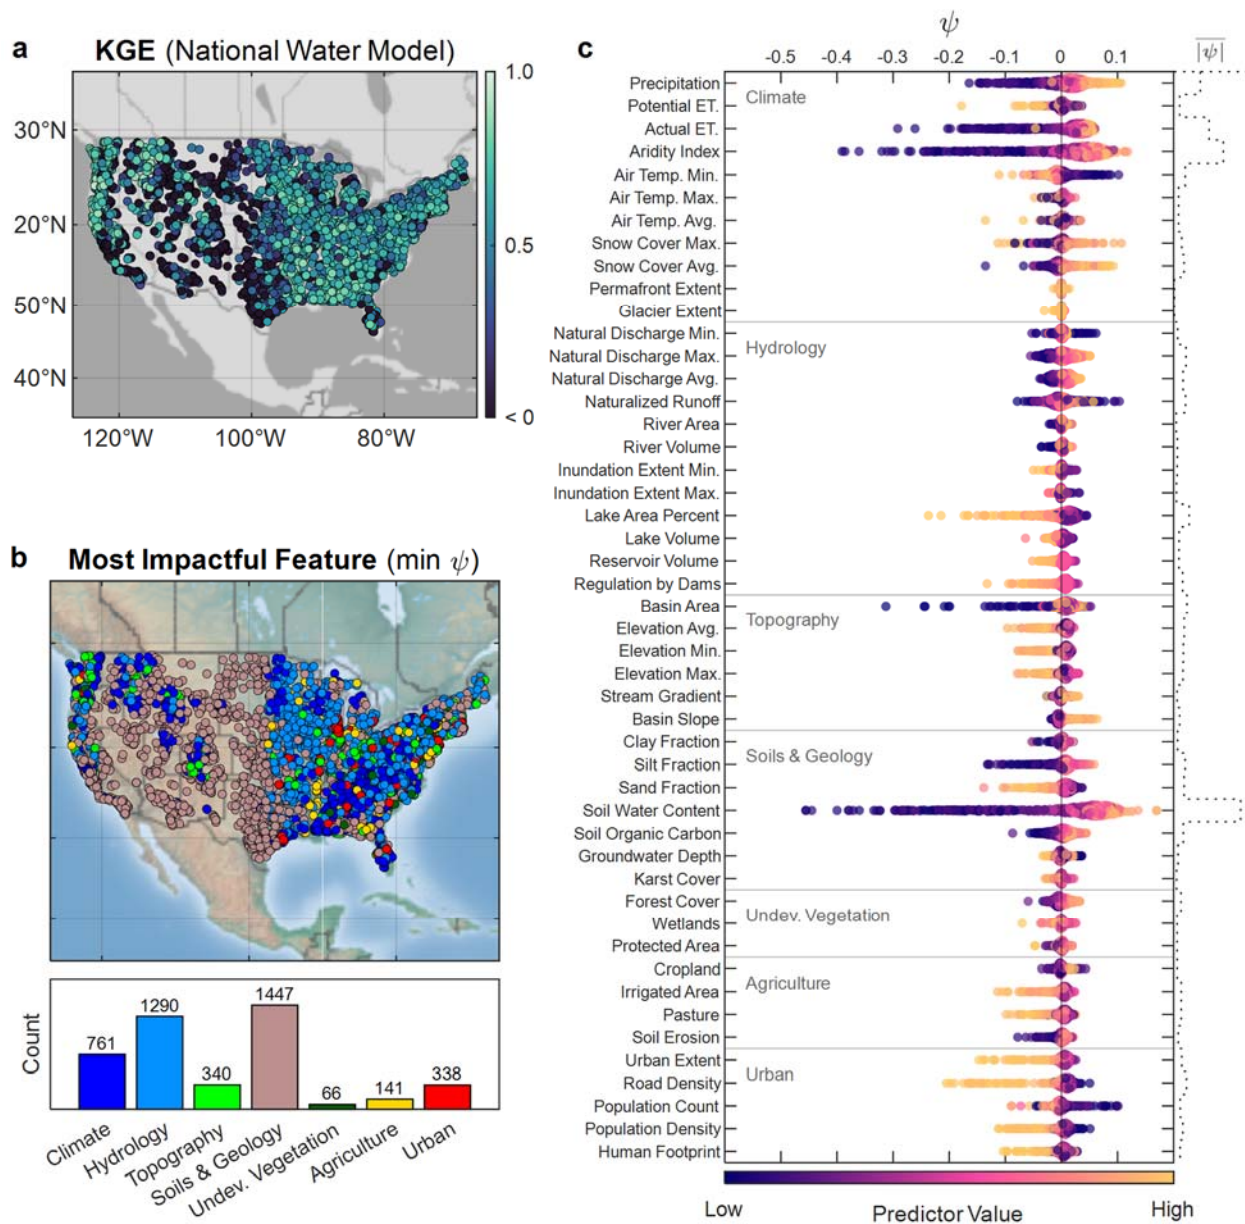 a
KGE (National Water Model)
30°N
20°N
50°N
40°N
120°W
100°W
80°W
1.0
0.5
< 0
b
Most Impactful Feature (min ψ)
Count
761
1290
340
1447
66
141
338
Climate
Hydrology
Topography
Soils & Geology
Undev. Vegetation
Agriculture
Urban
c
ψ
|ψ|
-0.5
-0.4
-0.3
-0.2
-0.1
0
0.1
Climate
Precipitation
Potential ET.
Actual ET.
Aridity Index
Air Temp. Min.
Air Temp. Max.
Air Temp. Avg.
Snow Cover Max.
Snow Cover Avg.
Permafront Extent
Glacier Extent
Hydrology
Natural Discharge Min.
Natural Discharge Max.
Natural Discharge Avg.
Naturalized Runoff
River Area
River Volume
Inundation Extent Min.
Inundation Extent Max.
Lake Area Percent
Lake Volume
Reservoir Volume
Regulation by Dams
Topography
Basin Area
Elevation Avg.
Elevation Min.
Elevation Max.
Stream Gradient
Basin Slope
Soils & Geology
Clay Fraction
Silt Fraction
Sand Fraction
Soil Water Content
Soil Organic Carbon
Groundwater Depth
Karst Cover
Undev. Vegetation
Forest Cover
Wetlands
Protected Area
Agriculture
Cropland
Irrigated Area
Pasture
Soil Erosion
Urban
Urban Extent
Road Density
Population Count
Population Density
Human Footprint
Low
Predictor Value
High